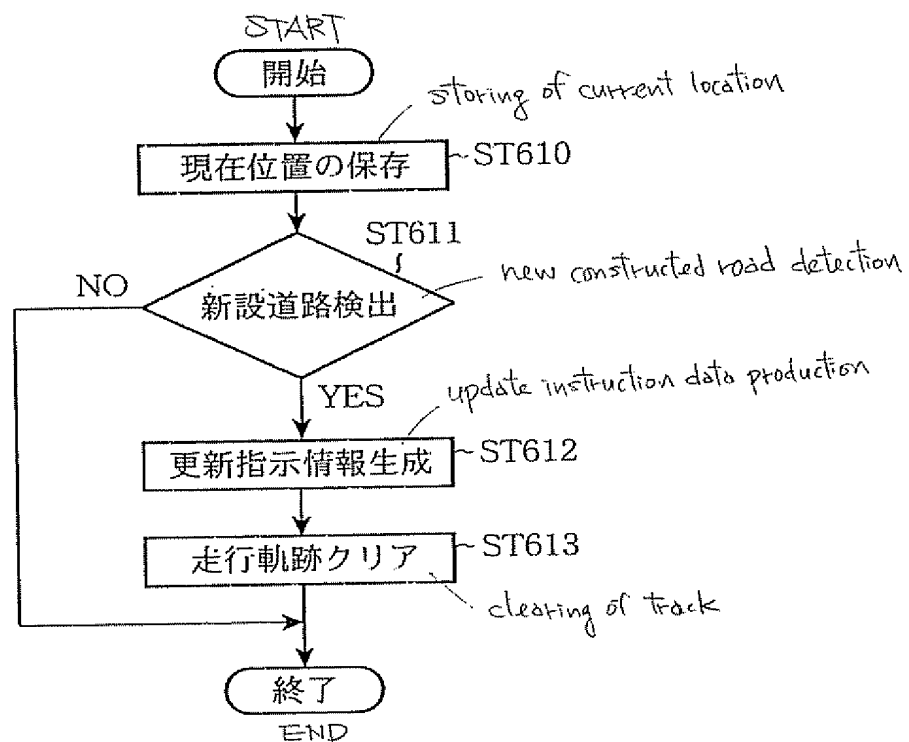 START
開始
storing of current location
現在位置の保存
ST610
ST611
NO
新設道路検出
new constructed road detection
YES
update instruction data production
更新指示情報生成
ST612
走行軌跡クリア
ST613
clearing of track
終了
END